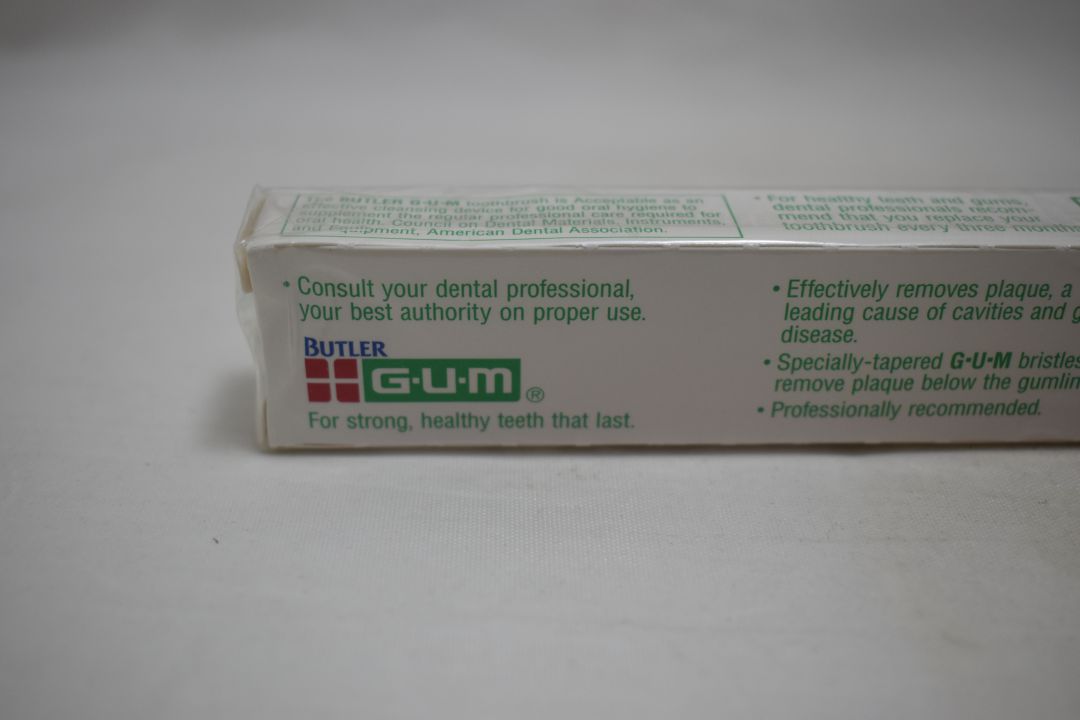 The BUTLER G·U·M toothbrush is Acceptable as an
effective cleansing device for good oral hygiene to
supplement the regular professional care required for
oral health. Council on Dental Materials, Instruments,
and Equipment, American Dental Association.
• For healthy teeth and gums,
dental professionals recom-
mend that you replace your
toothbrush every three months
• Consult your dental professional,
your best authority on proper use.
BUTLER
G·U·M ®
For strong, healthy teeth that last.
• Effectively removes plaque, a
leading cause of cavities and
disease.
• Specially-tapered G·U·M bristles
remove plaque below the
• Professionally recommended.